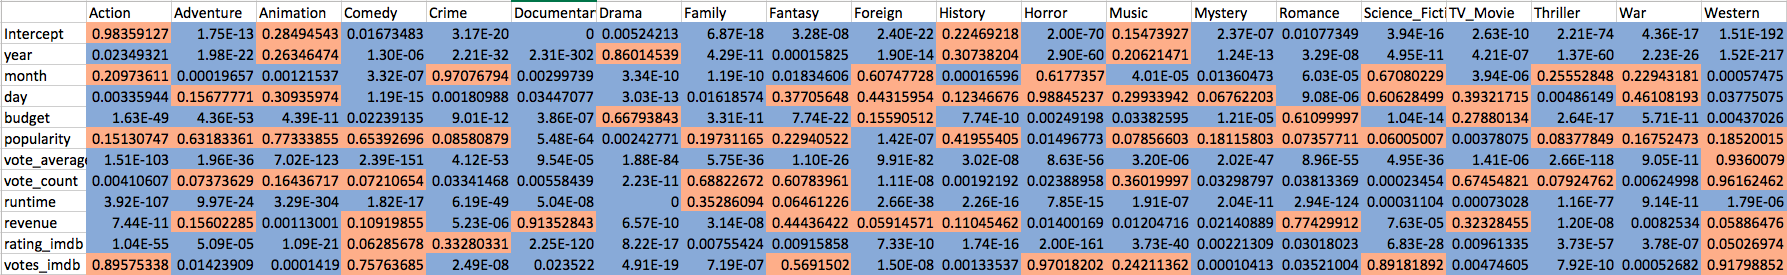 Action Adventure Animation Comedy Crime Documentar Drama Family Fantasy Foreign History Horror Music Mystery Romance Science_Ficti TV_Movie Thriller War Western
Intercept 0.98359127 1.75E-13 0.28494543 0.01673483 3.17E-20 0 0.00524213 6.87E-18 3.28E-08 2.40E-22 0.22469218 2.00E-70 0.15473927 2.37E-07 0.01077349 3.94E-16 2.63E-10 2.21E-74 4.36E-17 1.51E-192
year 0.02349321 1.98E-22 0.26346474 1.30E-06 2.21E-32 2.31E-302 0.86014539 4.29E-11 0.00015825 1.90E-14 0.30738204 2.90E-60 0.20621471 1.24E-13 3.29E-08 4.95E-11 4.21E-07 1.37E-60 2.23E-26 1.52E-217
month 0.20973611 0.00019657 0.00121537 3.32E-07 0.97076794 0.00299739 3.34E-10 1.19E-10 0.01834606 0.60747728 0.00016596 0.6177357 4.01E-05 0.01360473 6.03E-05 0.67080229 3.94E-06 0.25552848 0.22943181 0.00057475
day 0.00335944 0.15677771 0.30935974 1.19E-15 0.00180988 0.03447077 3.03E-13 0.01618574 0.37705648 0.44315954 0.12346676 0.98845237 0.29933942 0.06762203 9.08E-06 0.60628499 0.39321715 0.00486149 0.46108193 0.03775075
budget 1.63E-49 4.36E-53 4.39E-11 0.02239135 9.01E-12 3.86E-07 0.66793843 3.31E-11 7.74E-22 0.15590512 7.74E-10 0.00249198 0.03382595 1.21E-05 0.61099997 1.04E-14 0.27880134 2.64E-17 5.71E-11 0.00437026
popularity 0.15130747 0.63183361 0.77333855 0.65392696 0.08580879 5.48E-64 0.00242771 0.19731165 0.22940522 1.42E-07 0.41955405 0.01496773 0.07856603 0.18115803 0.07357711 0.06005007 0.00378075 0.08377849 0.16752473 0.18520015
vote_average 1.51E-103 1.96E-36 7.02E-123 2.39E-151 4.12E-53 9.54E-05 1.88E-84 5.75E-36 1.10E-26 9.91E-82 3.02E-08 8.63E-56 3.20E-06 2.02E-47 8.96E-55 4.95E-36 1.41E-06 2.66E-118 9.05E-11 0.9360079
vote_count 0.00410607 0.07373629 0.16436717 0.07210654 0.03341468 0.00558439 2.23E-11 0.68822672 0.60783961 1.11E-08 0.00192192 0.02388958 0.36019997 0.03298797 0.03813369 0.00023454 0.67454821 0.07924762 0.00624998 0.96162462
runtime 3.92E-107 9.97E-24 3.29E-304 1.82E-17 6.19E-49 5.04E-08 0 0.35286094 0.06461226 2.66E-38 2.26E-16 7.85E-15 1.91E-07 2.04E-11 2.94E-124 0.00031104 0.00073028 1.16E-77 9.14E-11 1.79E-06
revenue 7.44E-11 0.15602285 0.00113001 0.10919855 5.23E-06 0.91352843 6.57E-10 3.14E-08 0.44436422 0.05914571 0.11045462 0.01400169 0.01204716 0.02140889 0.77429912 7.63E-05 0.32328455 1.20E-08 0.0082534 0.05886476
rating_imdb 1.04E-55 5.09E-05 1.09E-21 0.06285678 0.33280331 2.25E-120 8.22E-17 0.00755424 0.00915858 7.33E-10 1.74E-16 2.00E-161 3.73E-40 0.00221309 0.03018023 6.83E-28 0.00961335 3.73E-57 3.78E-07 0.05026974
votes_imdb 0.89575338 0.01423909 0.0001419 0.75763685 2.49E-08 0.023522 4.91E-19 7.19E-07 0.5691502 1.50E-08 0.00133537 0.97018202 0.24211362 0.00010413 0.03521004 0.89181892 0.00474605 7.92E-10 0.00052682 0.91798852